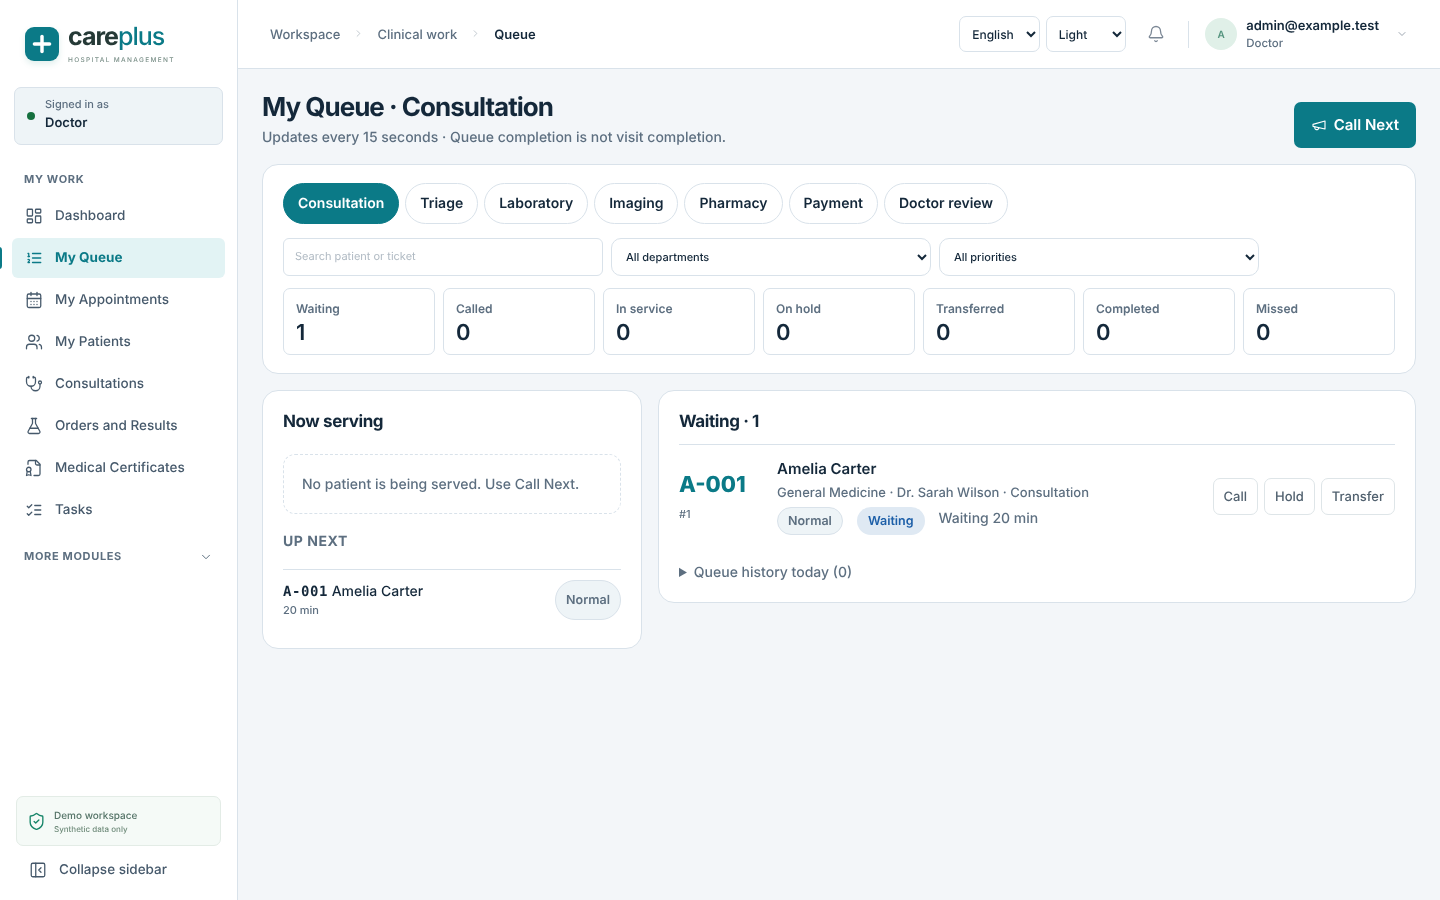 careplus
HOSPITAL MANAGEMENT
Signed in as
Doctor
MY WORK
Dashboard
My Queue
My Appointments
My Patients
Consultations
Orders and Results
Medical Certificates
Tasks
MORE MODULES
Demo workspace
Synthetic data only
Collapse sidebar
Workspace Clinical work Queue
English Light
A
admin@example.test
Doctor
My Queue · Consultation
Updates every 15 seconds · Queue completion is not visit completion.
Call Next
Consultation Triage Laboratory Imaging Pharmacy Payment Doctor review
Search patient or ticket All departments All priorities
Waiting Called In service On hold Transferred Completed Missed
1 0 0 0 0 0 0
Now serving
No patient is being served. Use Call Next.
UP NEXT
A-001 Amelia Carter
20 min
Normal
Waiting · 1
A-001
#1
Amelia Carter
General Medicine · Dr. Sarah Wilson · Consultation
Normal Waiting Waiting 20 min
Call Hold Transfer
Queue history today (0)